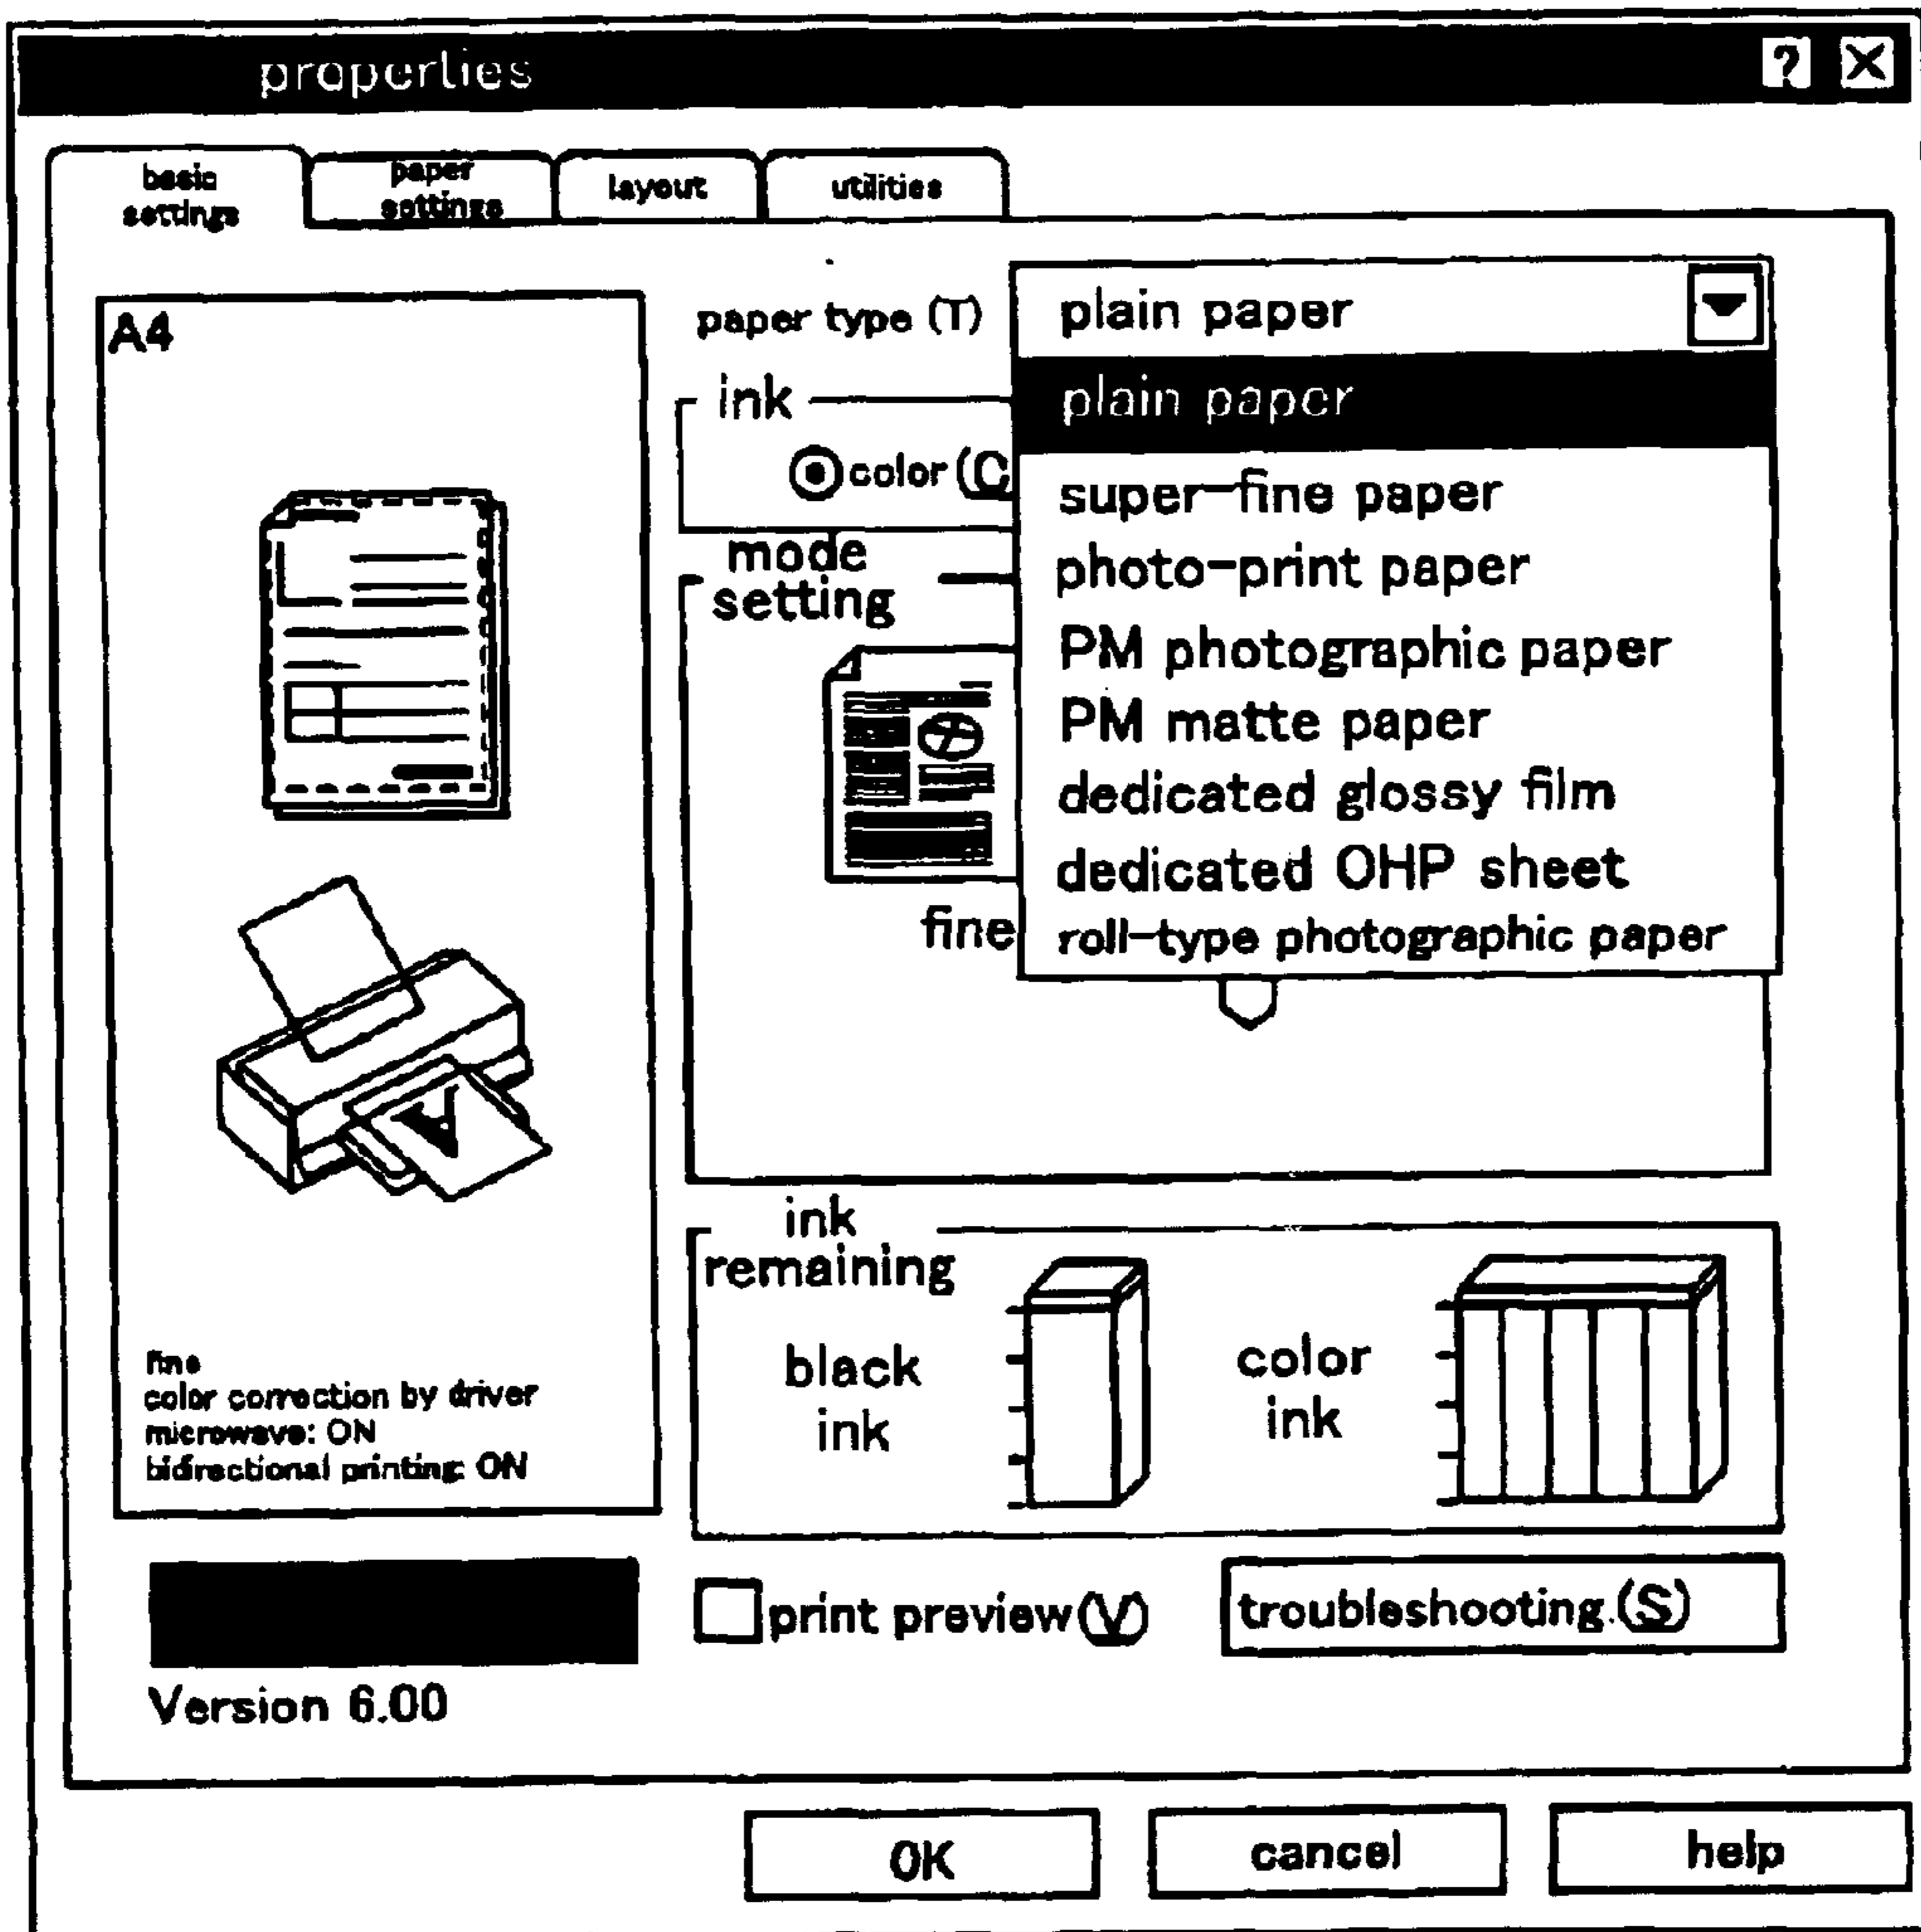 properties
? X
basic
settings
paper
settings
layout
utilities
A4
paper type (T)
plain paper
plain paper
super-fine paper
photo-print paper
PM photographic paper
PM matte paper
dedicated glossy film
dedicated OHP sheet
roll-type photographic paper
ink
color (C
mode
setting
fine
A
ink
remaining
black
ink
color
ink
fine
color correction by driver
microwave: ON
bidirectional printing: ON
print preview (V)
troubleshooting.(S)
Version 6.00
OK
cancel
help